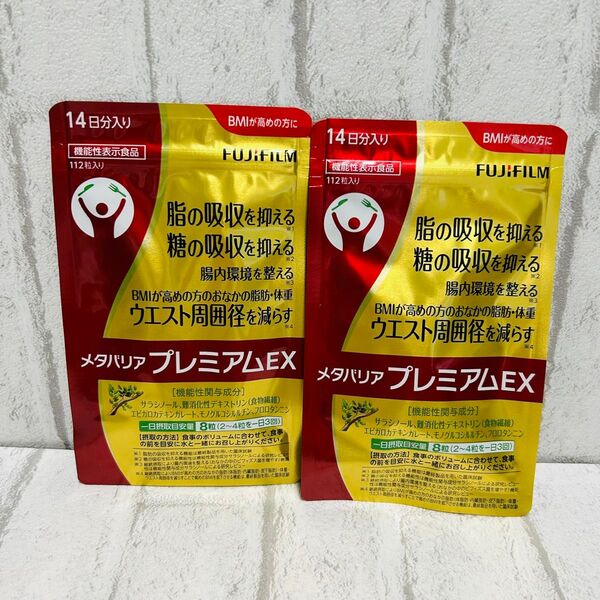 14日分入り
BMIが高めの方に
機能性表示食品
112粒入り
FUJIFILM
脂の吸収を抑える※1
糖の吸収を抑える※2
腸内環境を整える※3
BMIが高めの方のおなかの脂肪・体重
ウエスト周囲径を減らす※4
メタバリア プレミアムEX
[機能性関与成分]
サラシノール、難消化性デキストリン(食物繊維)
エピガロカテキンガレート、モノグルコシルルチン、フロロタンニン
一日摂取目安量 8粒(2~4粒を一日3回)
【摂取の方法】食事のボリュームに合わせて、食事
の前を目安に水と一緒にお召し上がりください。
14日分入り
BMIが高めの方に
機能性表示食品
112粒入り
FUJIFILM
脂の吸収を抑える※1
糖の吸収を抑える※2
腸内環境を整える※3
BMIが高めの方のおなかの脂肪・体重
ウエスト周囲径を減らす※4
メタバリア プレミアムEX
[機能性関与成分]
サラシノール、難消化性デキストリン(食物繊維)
エピガロカテキンガレート、モノグルコシルルチン、フロロタンニン
一日摂取目安量 8粒(2~4粒を一日3回)
【摂取の方法】食事のボリュームに合わせて、食事
の前を目安に水と一緒にお召し上がりください。